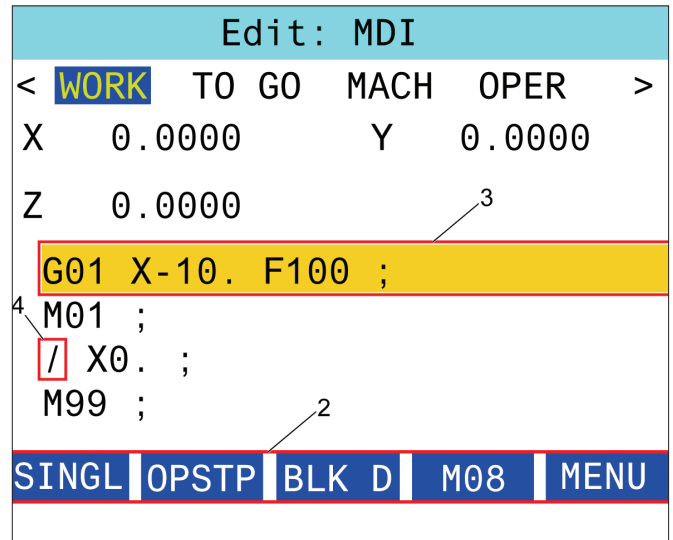 Edit: MDI
< WORK TO GO MACH OPER >
X 0.0000 Y 0.0000
Z 0.0000
3
G01 X-10. F100 ;
4
M01 ;
/ X0. ;
M99 ;
2
SINGL OPSTP BLK D M08 MENU